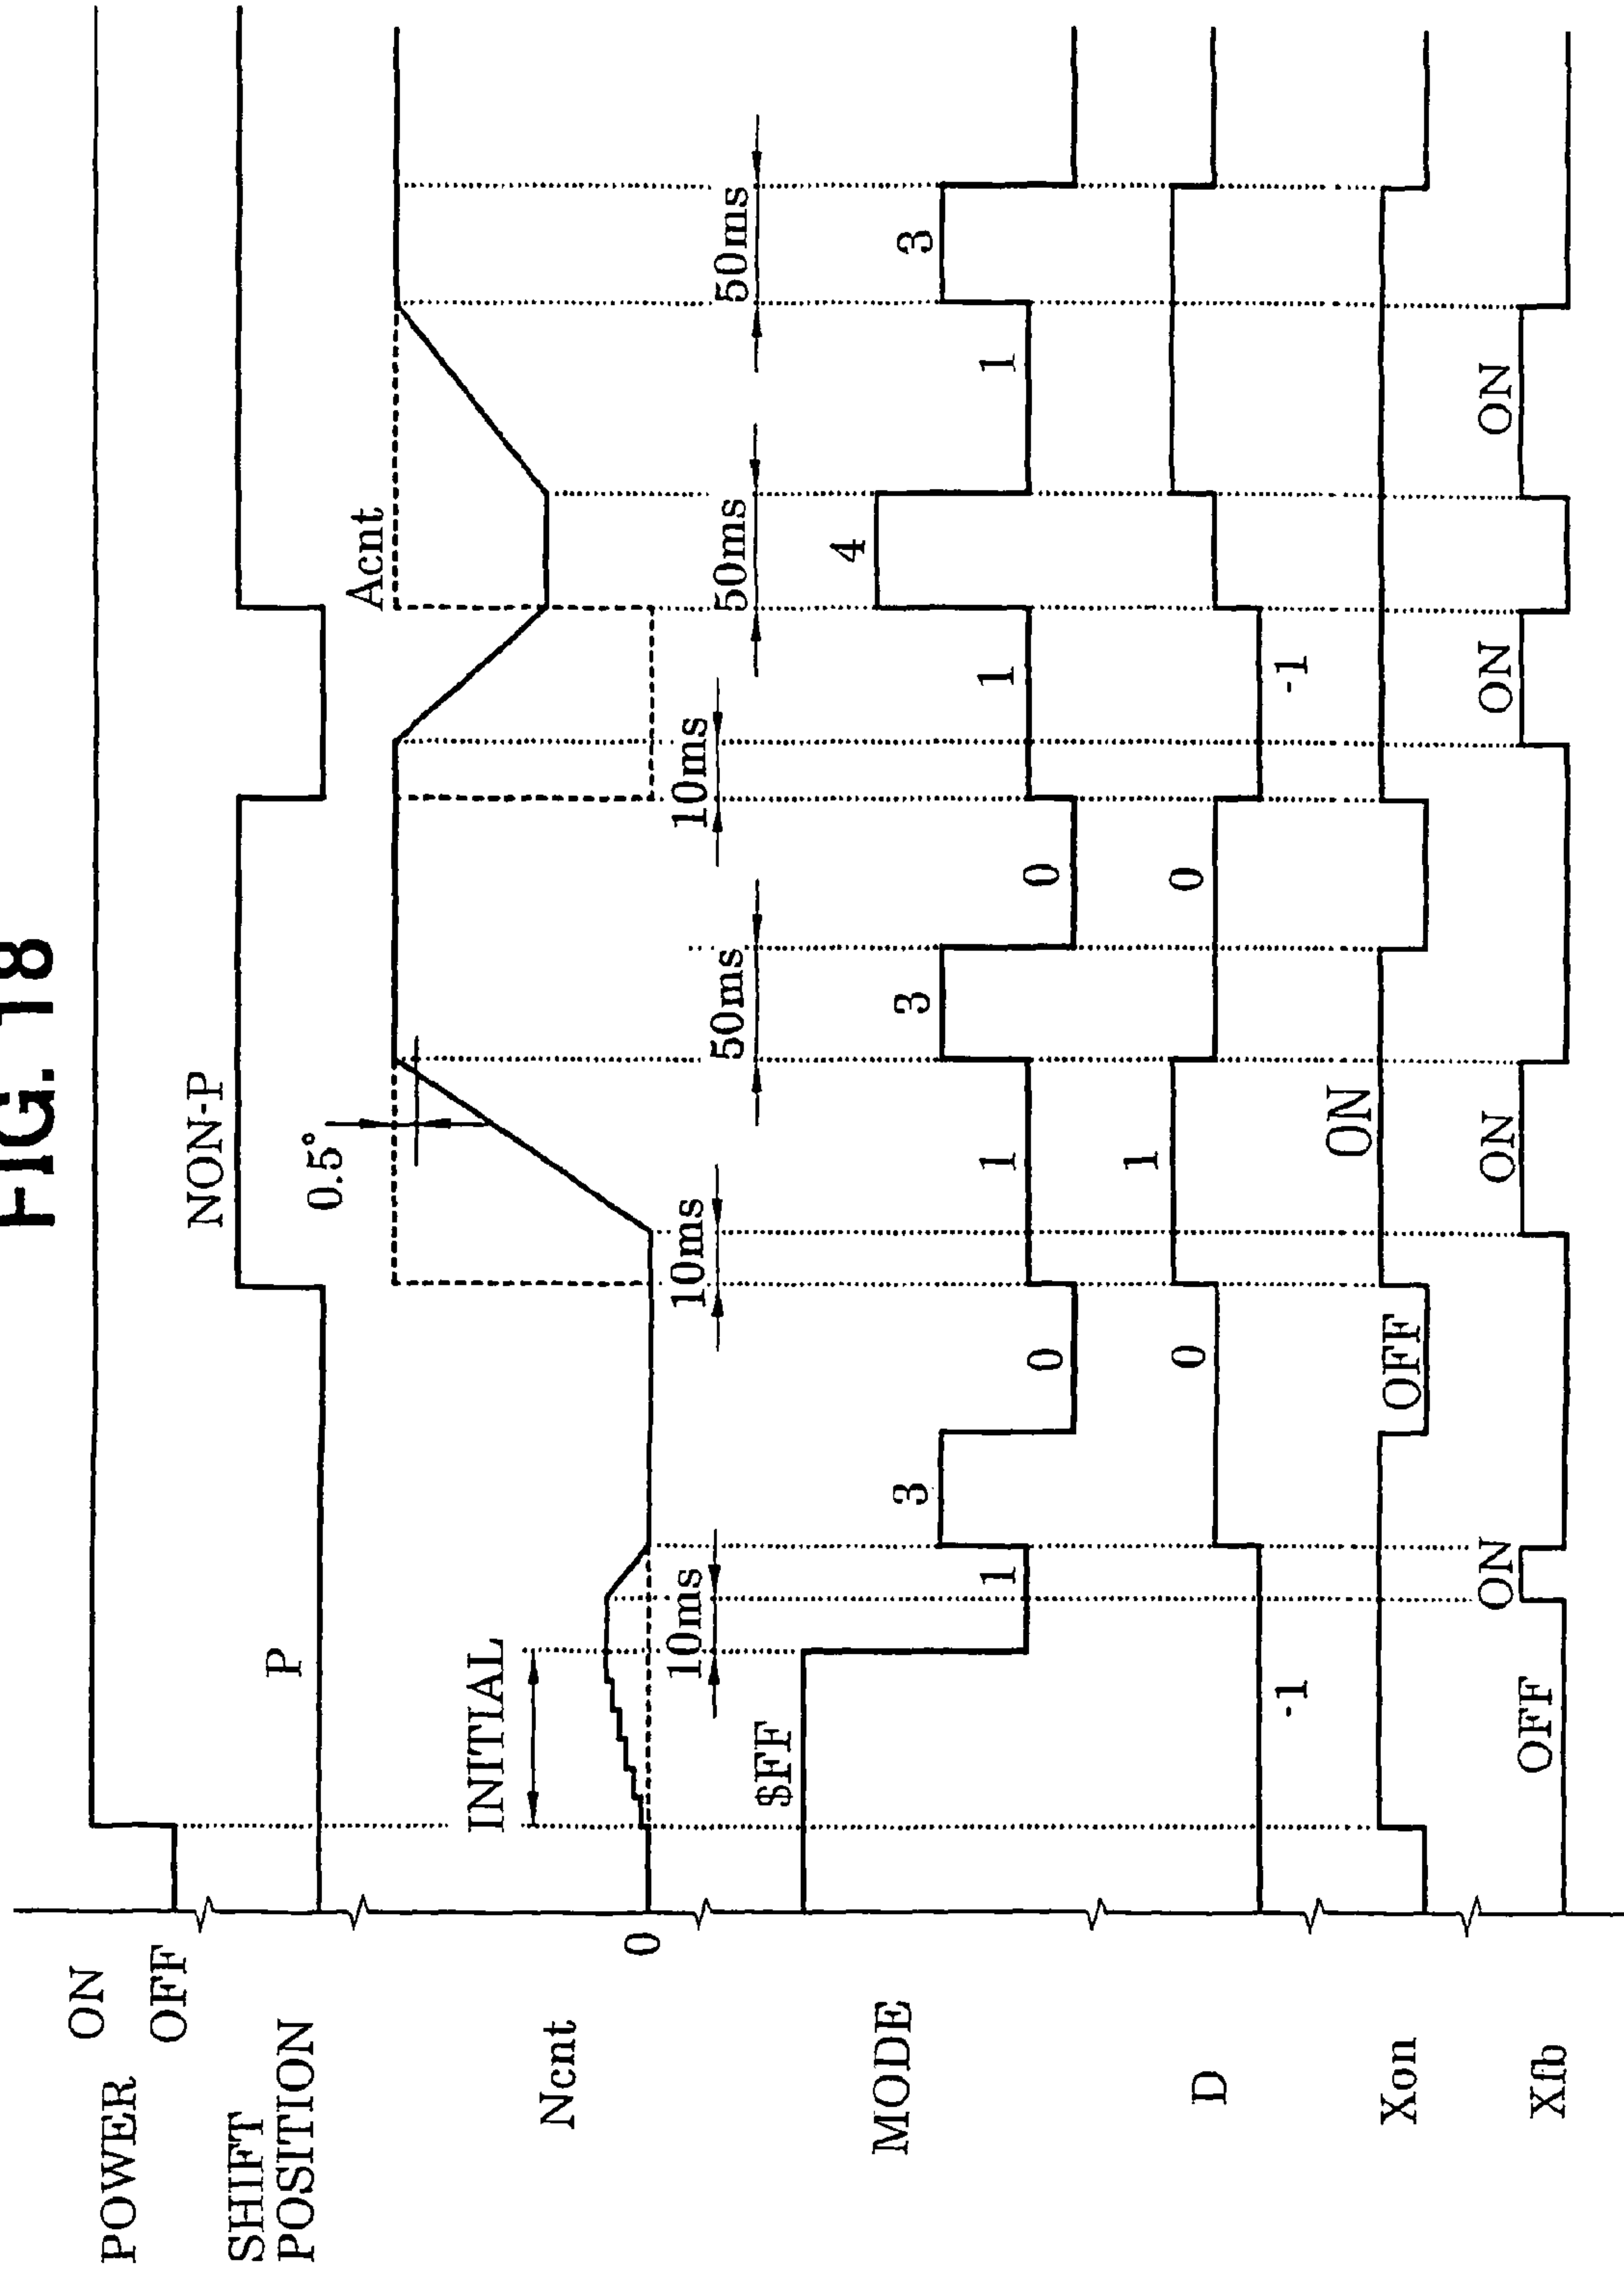 FIG. 18
POWER
ON
OFF
SHIFT
POSITION
P
NON-P
Ncnt
0
INITIAL
10ms
0.5°
10ms
50ms
10ms
Acnt
50ms
50ms
MODE
$FF
1
3
0
1
3
0
1
4
1
3
D
-1
0
1
0
-1
Xon
OFF
ON
Xfb
OFF
ON
ON
ON
ON